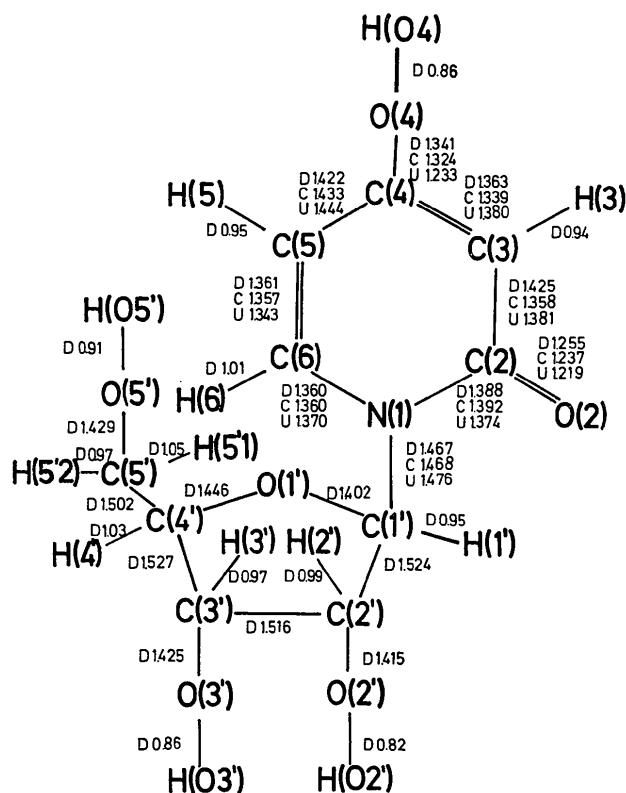 H(O4)
D 0.86
O(4)
D 1.341
C 1.324
U 1.233
D 1.422
C 1.433
U 1.444
C(4)
D 1.363
C 1.339
U 1.380
H(5)
H(3)
D 0.95
C(5)
C(3)
D 0.94
D 1.361
C 1.357
U 1.343
D 1.425
C 1.358
U 1.381
H(O5')
D 0.91
D 1.01
C(6)
C(2)
D 1.255
C 1.237
U 1.219
O(5')
H(6)
D 1.360
C 1.360
U 1.370
N(1)
D 1.388
C 1.392
U 1.374
O(2)
D 1.429
D 1.05
H(5'1)
D 1.467
C 1.468
U 1.476
H(5'2)
D 0.97
C(5')
D 1.446
O(1')
D 1.402
D 1.502
C(4')
C(1')
D 0.95
H(1')
H(4')
D 1.03
H(3')
H(2')
D 1.527
D 0.97
D 0.99
D 1.524
C(3')
D 1.516
C(2')
D 1.425
D 1.415
O(3')
O(2')
D 0.86
D 0.82
H(O3')
H(O2')